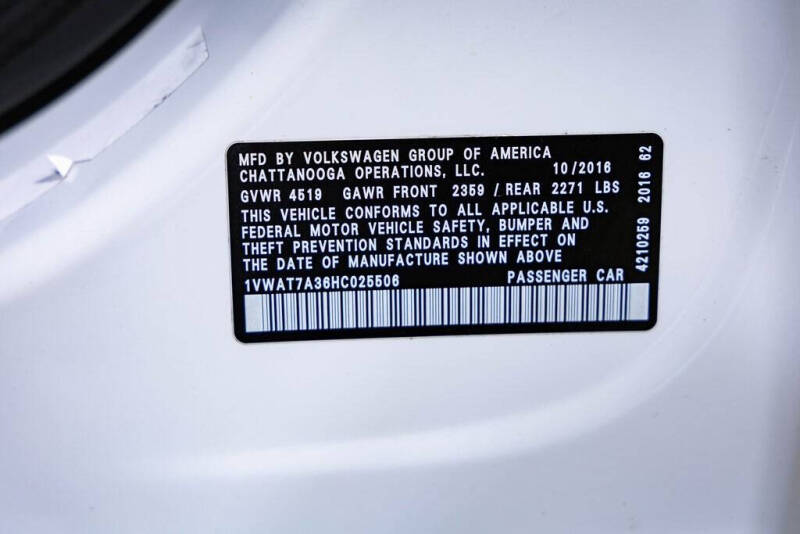 MFD BY VOLKSWAGEN GROUP OF AMERICA
CHATTANOOGA OPERATIONS, LLC. 10/2016
GVWR 4519 GAWR FRONT 2359 / REAR 2271 LBS
THIS VEHICLE CONFORMS TO ALL APPLICABLE U.S.
FEDERAL MOTOR VEHICLE SAFETY, BUMPER AND
THEFT PREVENTION STANDARDS IN EFFECT ON
THE DATE OF MANUFACTURE SHOWN ABOVE
1VWAT7A36HC025506 PASSENGER CAR
4210259 2016 62